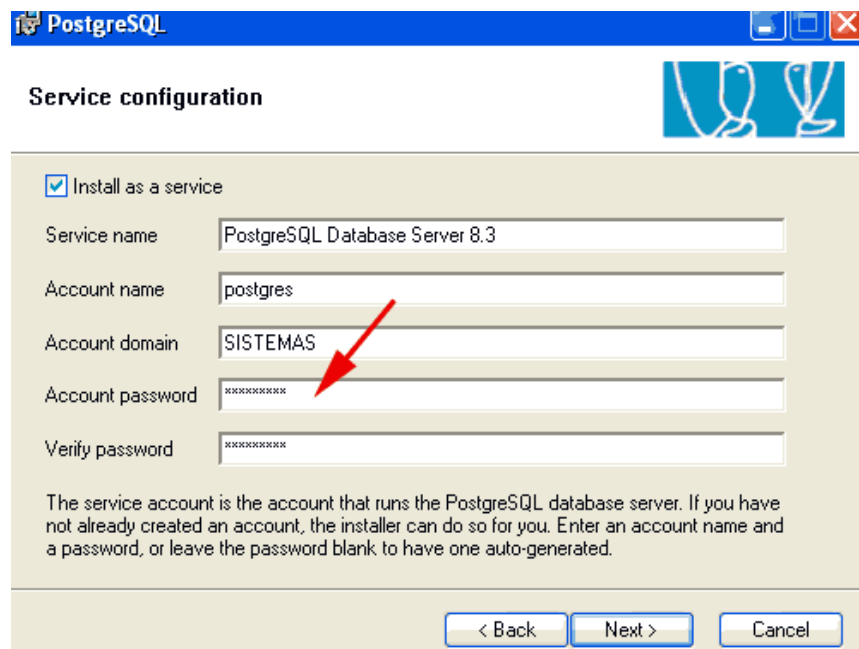 PostgreSQL
Service configuration
Install as a service
Service name PostgreSQL Database Server 8.3
Account name postgres
Account domain SISTEMAS
Account password *********
Verify password *********
The service account is the account that runs the PostgreSQL database server. If you have
not already created an account, the installer can do so for you. Enter an account name and
a password, or leave the password blank to have one auto-generated.
< Back Next > Cancel